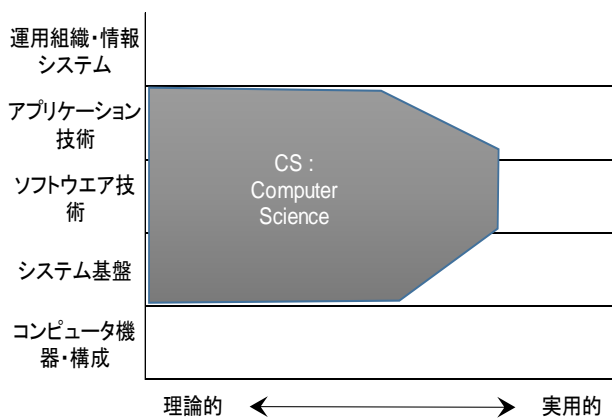 運用組織・情報
システム
アプリケーション
技術
ソフトウエア技
術
システム基盤
コンピュータ機
器・構成
CS :
Computer
Science
理論的
実用的